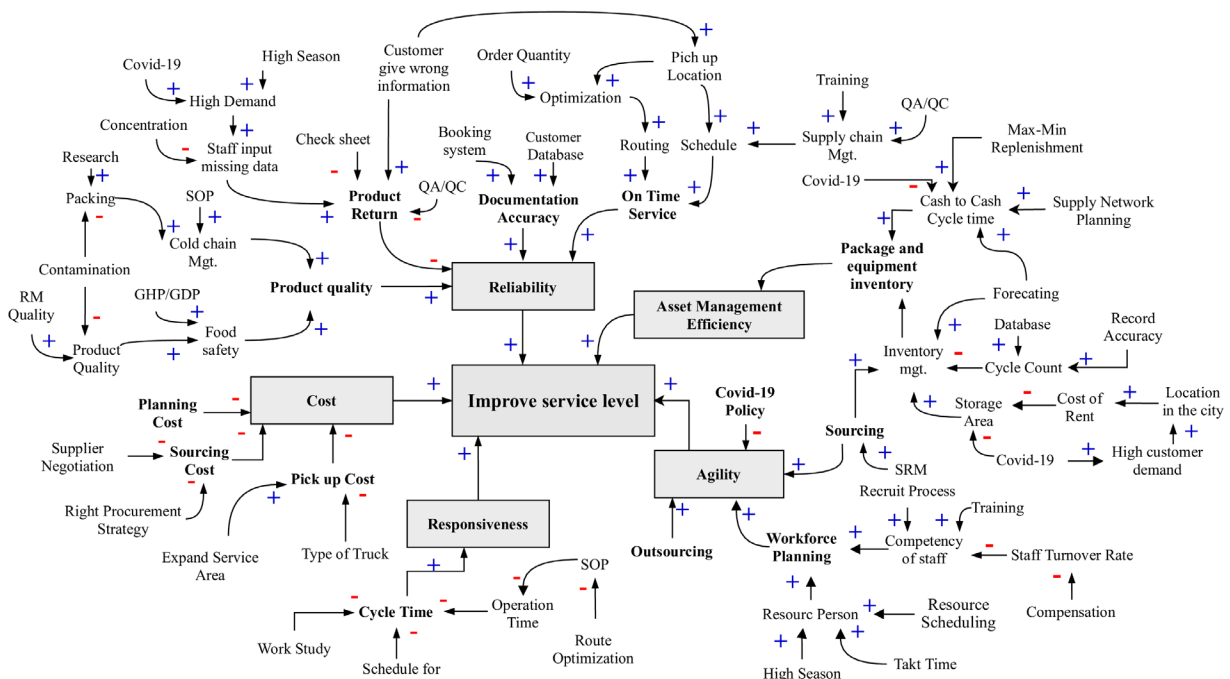 Covid-19
High Season
High Demand
Concentration
Staff input
missing data
Research
Packing
SOP
Cold chain
Mgt.
Contamination
RM
Quality
GHP/GDP
Product
Quality
Food
safety
Product quality
Customer
give wrong
information
Check sheet
Product
Return
QA/QC
Order Quantity
Optimization
Pich up
Location
Booking
system
Customer
Database
Documentation
Accuracy
Routing
Schedule
On Time
Service
Training
QA/QC
Supply chain
Mgt.
Max-Min
Replenishment
Covid-19
Cash to Cash
Cycle time
Supply Network
Planning
Package and
equipment
inventory
Reliability
Asset Management
Efficiency
Forecating
Database
Record
Accuracy
Inventory
mgt.
Cycle Count
Storage
Area
Cost of
Rent
Location
in the city
Covid-19
High customer
demand
Sourcing
SRM
Cost
Improve service level
Planning
Cost
Supplier
Negotiation
Sourcing
Cost
Right Procurement
Strategy
Pick up Cost
Expand Service
Area
Type of Truck
Covid-19
Policy
Agility
Outsourcing
Workforce
Planning
Recruit Process
Training
Competency
of staff
Staff Turnover Rate
Compensation
Resourc Person
Resource
Scheduling
High Season
Takt Time
Responsiveness
Cycle Time
Operation
Time
SOP
Work Study
Schedule for
Route
Optimization